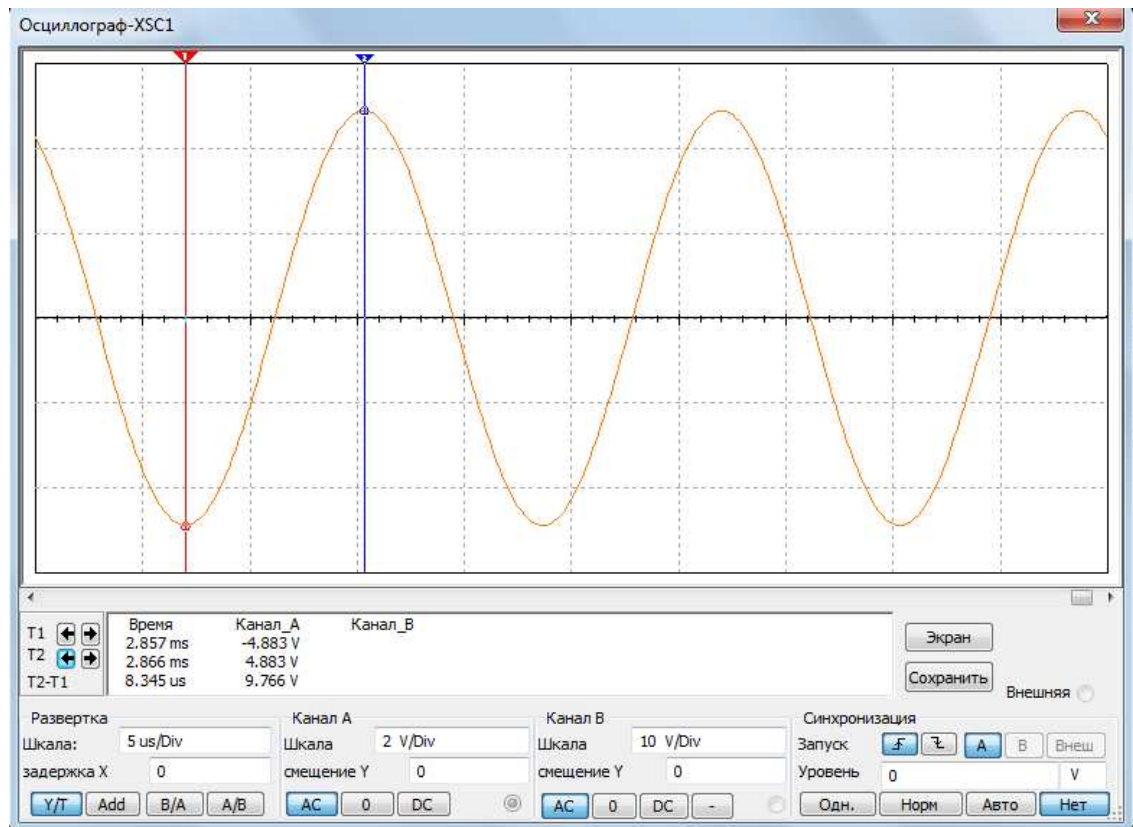 Осциллограф-XSC1
1 2
Время Канал_A Канал_B
T1 2.857 ms -4.883 V
T2 2.866 ms 4.883 V
T2-T1 8.345 us 9.766 V
Экран
Сохранить
Внешняя
Развертка
Шкала: 5 us/Div
задержка X 0
Y/T Add B/A A/B
Канал A
Шкала 2 V/Div
смещение Y 0
AC 0 DC
Канал B
Шкала 10 V/Div
смещение Y 0
AC 0 DC -
Синхронизация
Запуск A B Внеш
Уровень 0 V
Одн. Норм Авто Нет